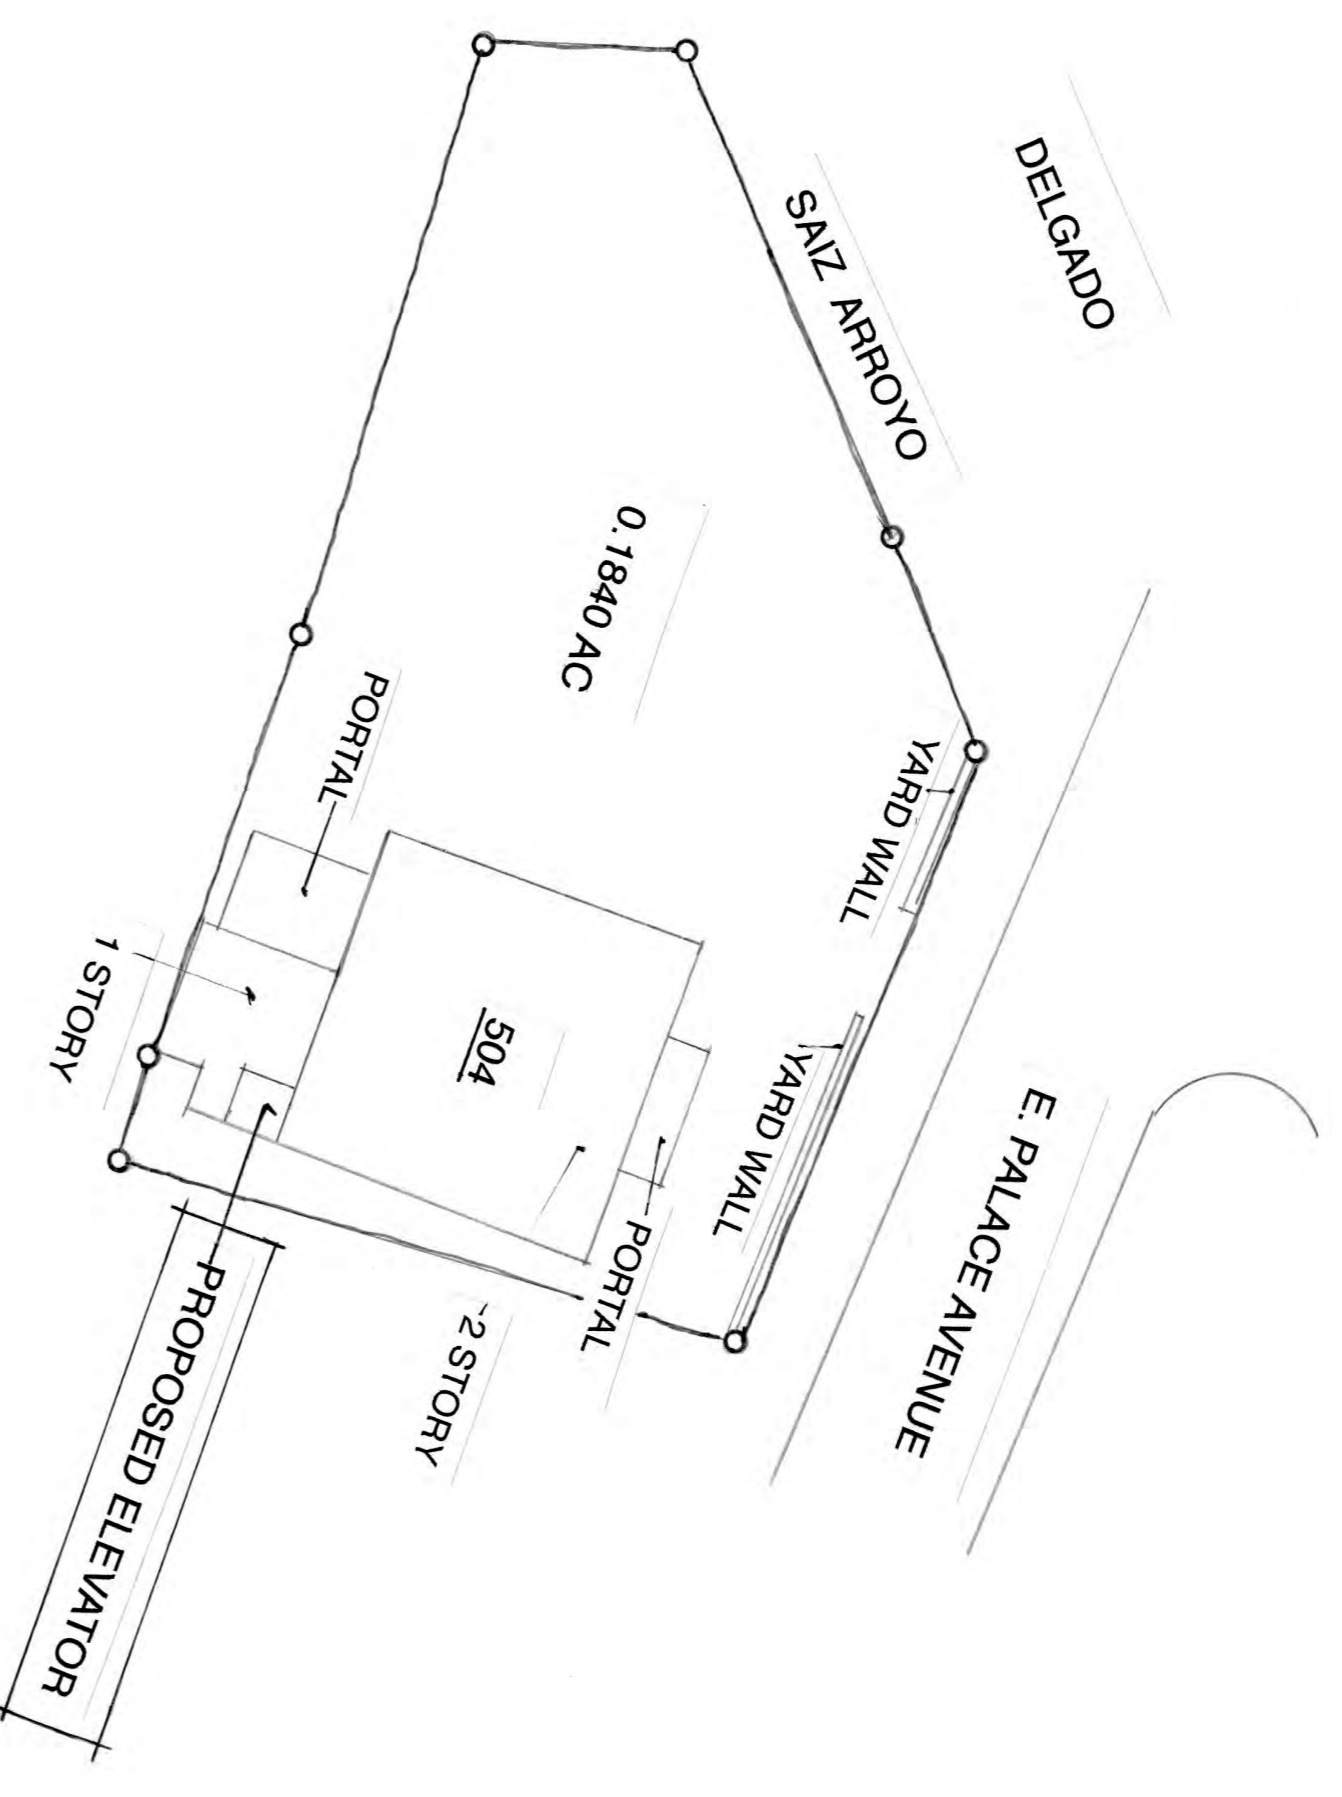 DELGADO
SAIZ ARROYO
0.1840 AC
PORTAL
YARD WALL
1 STORY
504
YARD WALL
E. PALACE AVENUE
PORTAL
2 STORY
PROPOSED ELEVATOR